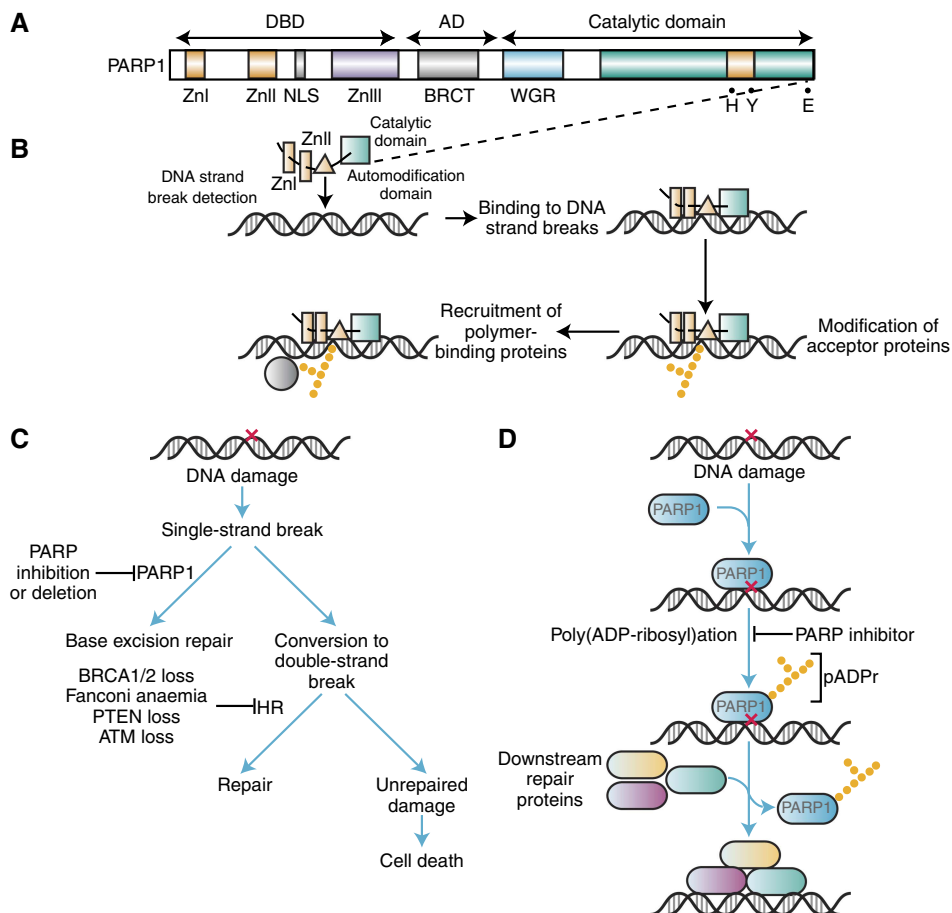 A
DBD AD Catalytic domain
PARP1
ZnI ZnII NLS ZnIII BRCT WGR H Y E
B
ZnII
Catalytic
domain
ZnI
DNA strand
break detection
Automodification
domain
Binding to DNA
strand breaks
Recruitment of
polymer-
binding proteins
Modification of
acceptor proteins
C
DNA damage
Single-strand break
PARP
inhibition
or deletion
PARP1
Base excision repair
Conversion to
double-strand
break
BRCA1/2 loss
Fanconi anaemia
PTEN loss
ATM loss
HR
Repair
Unrepaired
damage
Cell death
D
DNA damage
PARP1
PARP1
Poly(ADP-ribosyl)ation
PARP inhibitor
pADPr
PARP1
Downstream
repair
proteins
PARP1